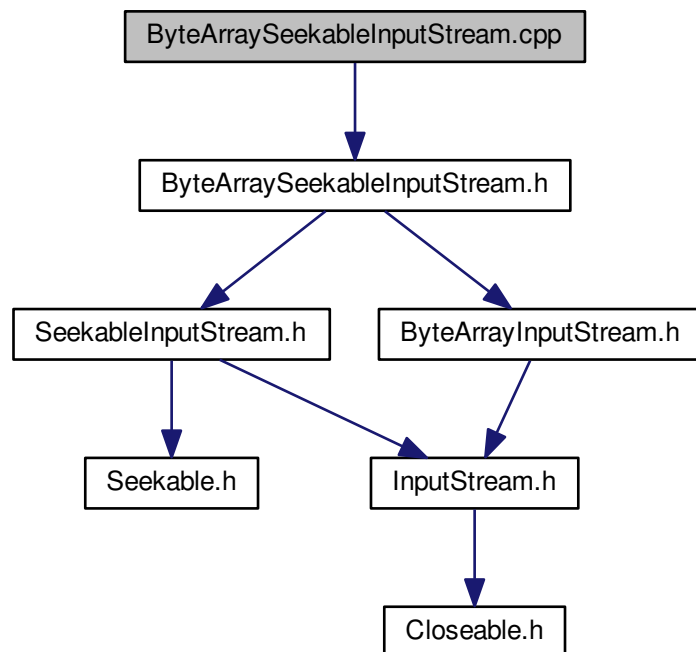 ByteArraySeekableInputStream.cpp
ByteArraySeekableInputStream.h
SeekableInputStream.h
ByteArrayInputStream.h
Seekable.h
InputStream.h
Closeable.h